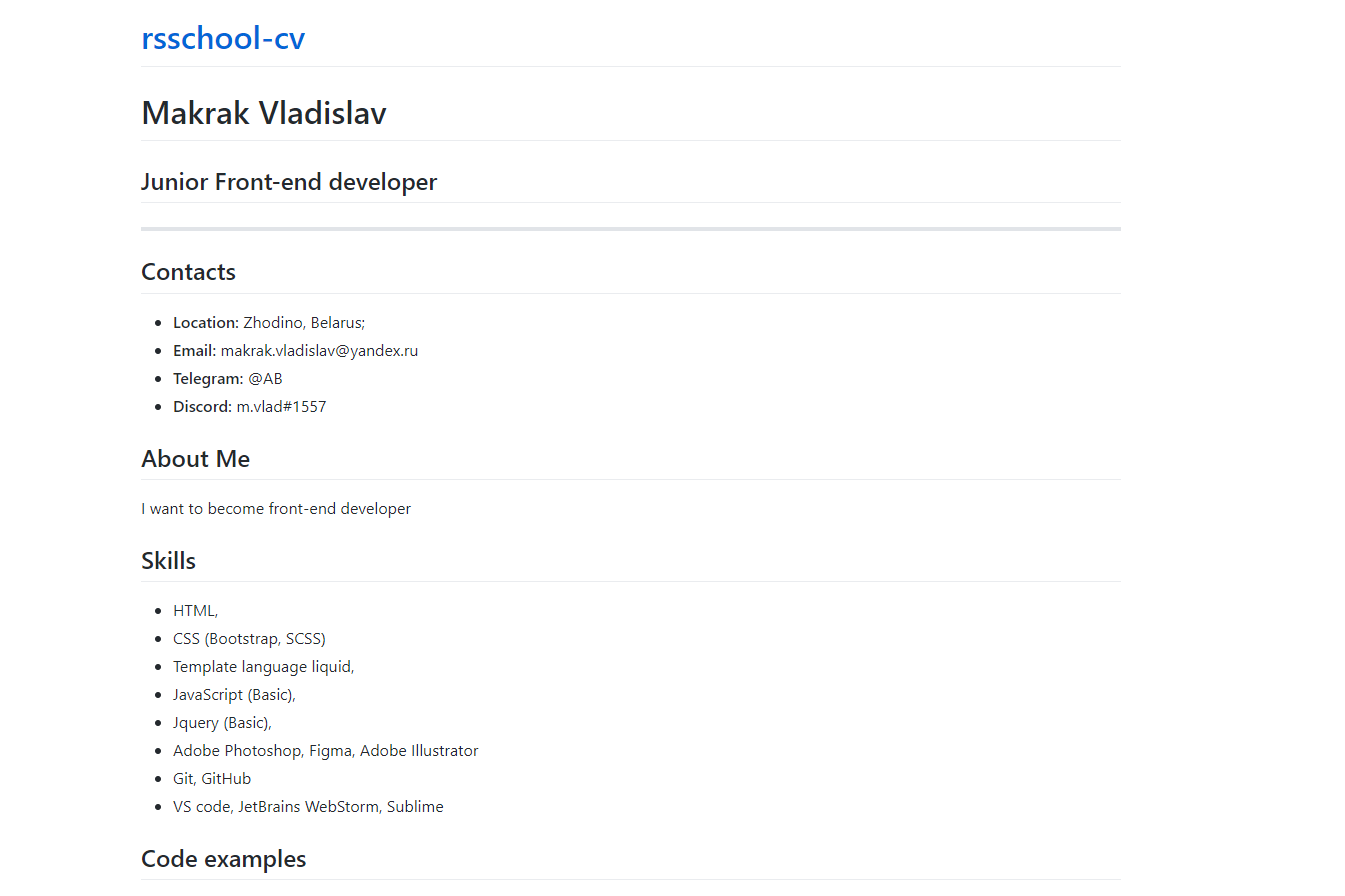 rsschool-cv
Makrak Vladislav
Junior Front-end developer
Contacts
Location: Zhodino, Belarus;
Email: makrak.vladislav@yandex.ru
Telegram: @AB
Discord: m.vlad#1557
About Me
I want to become front-end developer
Skills
HTML,
CSS (Bootstrap, SCSS)
Template language liquid,
JavaScript (Basic),
Jquery (Basic),
Adobe Photoshop, Figma, Adobe Illustrator
Git, GitHub
VS code, JetBrains WebStorm, Sublime
Code examples